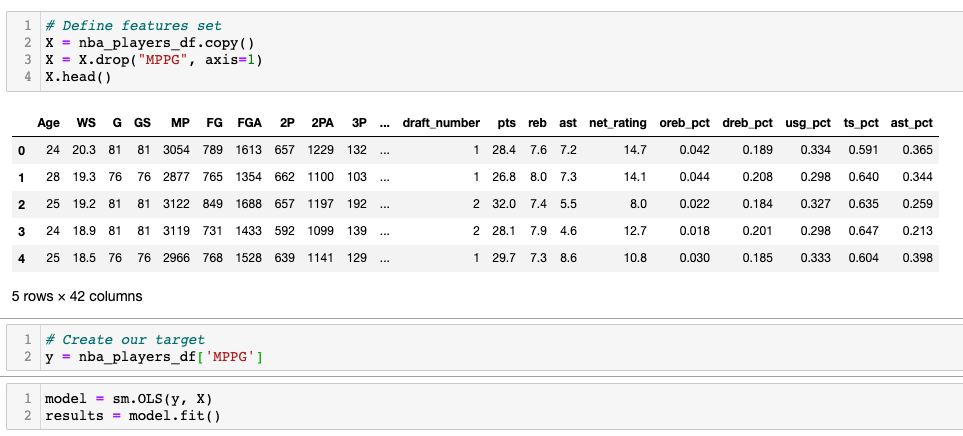 1 # Define features set
2 X = nba_players_df.copy()
3 X = X.drop("MPPG", axis=1)
4 X.head()
Age WS G GS MP FG FGA 2P 2PA 3P ... draft_number pts reb ast net_rating oreb_pct dreb_pct usg_pct ts_pct ast_pct
0 24 20.3 81 81 3054 789 1613 657 1229 132 ... 1 28.4 7.6 7.2 14.7 0.042 0.189 0.334 0.591 0.365
1 28 19.3 76 76 2877 765 1354 662 1100 103 ... 1 26.8 8.0 7.3 14.1 0.044 0.208 0.298 0.640 0.344
2 25 19.2 81 81 3122 849 1688 657 1197 192 ... 2 32.0 7.4 5.5 8.0 0.022 0.184 0.327 0.635 0.259
3 24 18.9 81 81 3119 731 1433 592 1099 139 ... 2 28.1 7.9 4.6 12.7 0.018 0.201 0.298 0.647 0.213
4 25 18.5 76 76 2966 768 1528 639 1141 129 ... 1 29.7 7.3 8.6 10.8 0.030 0.185 0.333 0.604 0.398
5 rows × 42 columns
1 # Create our target
2 y = nba_players_df['MPPG']
1 model = sm.OLS(y, X)
2 results = model.fit()